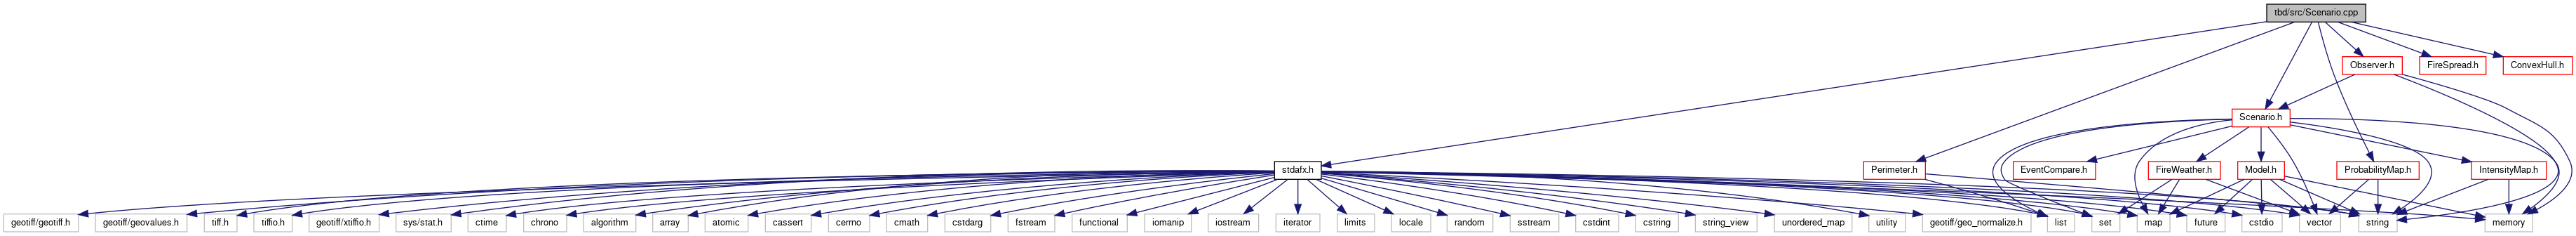 tbd/src/Scenario.cpp
Observer.h
FireSpread.h
ConvexHull.h
Scenario.h
stdafx.h
Perimeter.h
EventCompare.h
FireWeather.h
Model.h
ProbabilityMap.h
IntensityMap.h
geotiff/geotiff.h
geotiff/geovalues.h
tiff.h
tiffio.h
geotiff/xtiffio.h
sys/stat.h
ctime
chrono
algorithm
array
atomic
cassert
cerrno
cmath
cstdarg
fstream
functional
iomanip
iostream
iterator
limits
locale
random
sstream
cstdint
cstring
string_view
unordered_map
utility
geotiff/geo_normalize.h
list
set
map
future
cstdio
vector
string
memory